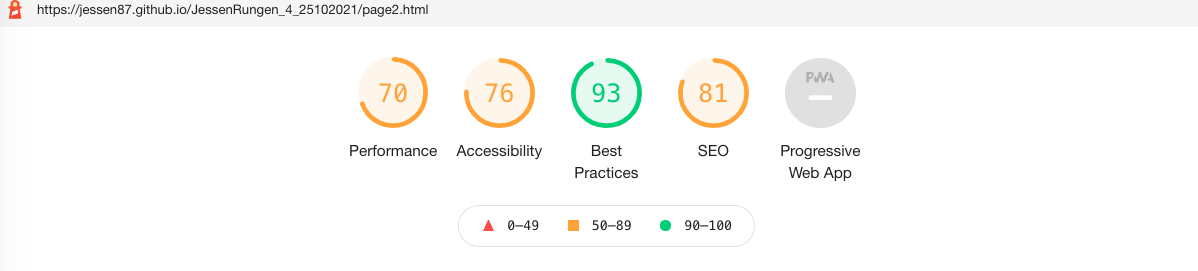 https://jessen87.github.io/JessenRungen_4_25102021/page2.html
70 76 93 81 PWA
Performance Accessibility Best Practices SEO Progressive Web App
0–49 50–89 90–100